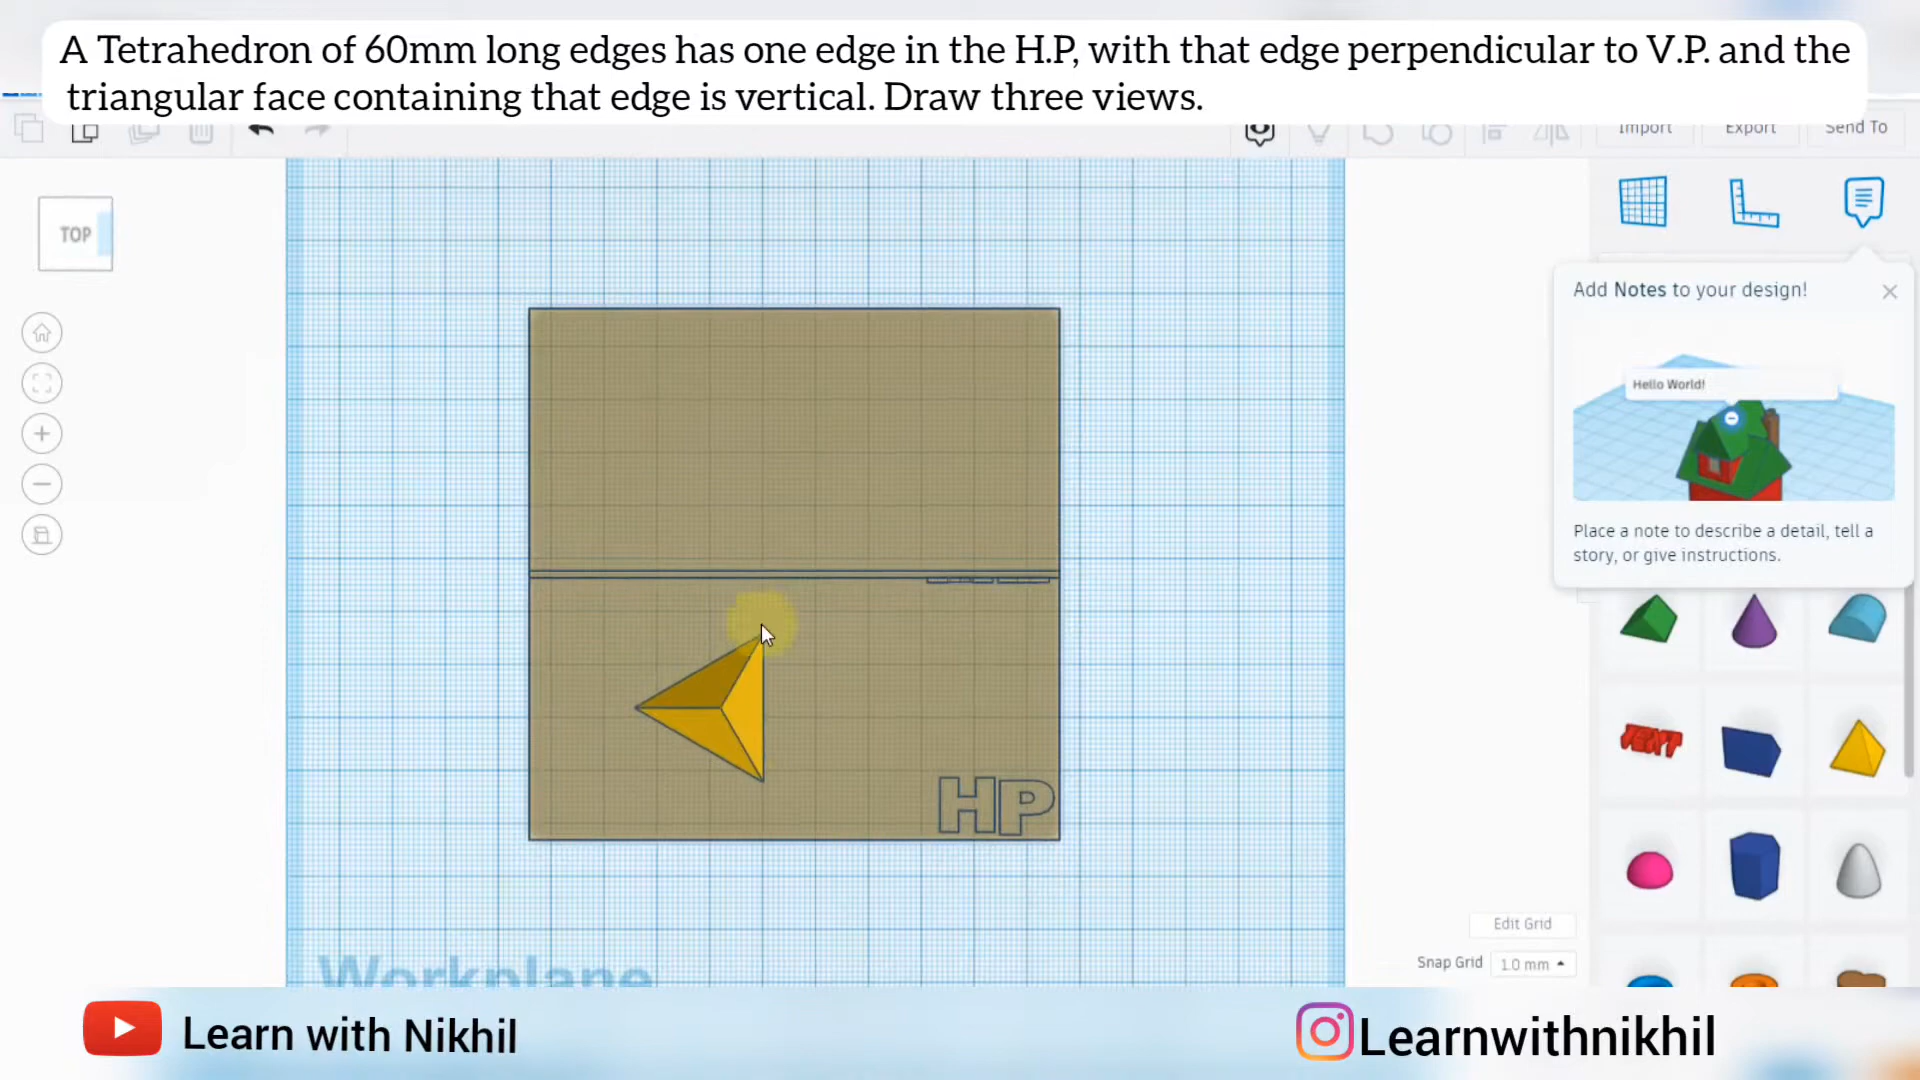 A Tetrahedron of 60mm long edges has one edge in the H.P, with that edge perpendicular to V.P. and the
triangular face containing that edge is vertical. Draw three views.
Import
Export
Send To
TOP
Add Notes to your design!
Hello World!
Place a note to describe a detail, tell a
story, or give instructions.
TEXT
HP
Edit Grid
Snap Grid 1.0 mm
Workplane
Learn with Nikhil
Learnwithnikhil